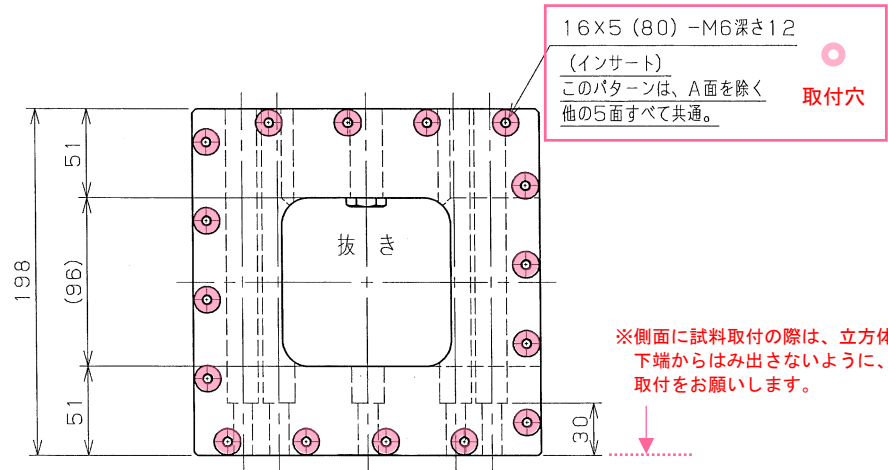 16×5(80)-M6深さ12
(インサート)
このパターンは、A面を除く
他の5面すべて共通。
取付穴
51
198
(96)
抜き
51
30
※側面に試料取付の際は、立方体
下端からはみ出さないように、
取付をお願いします。